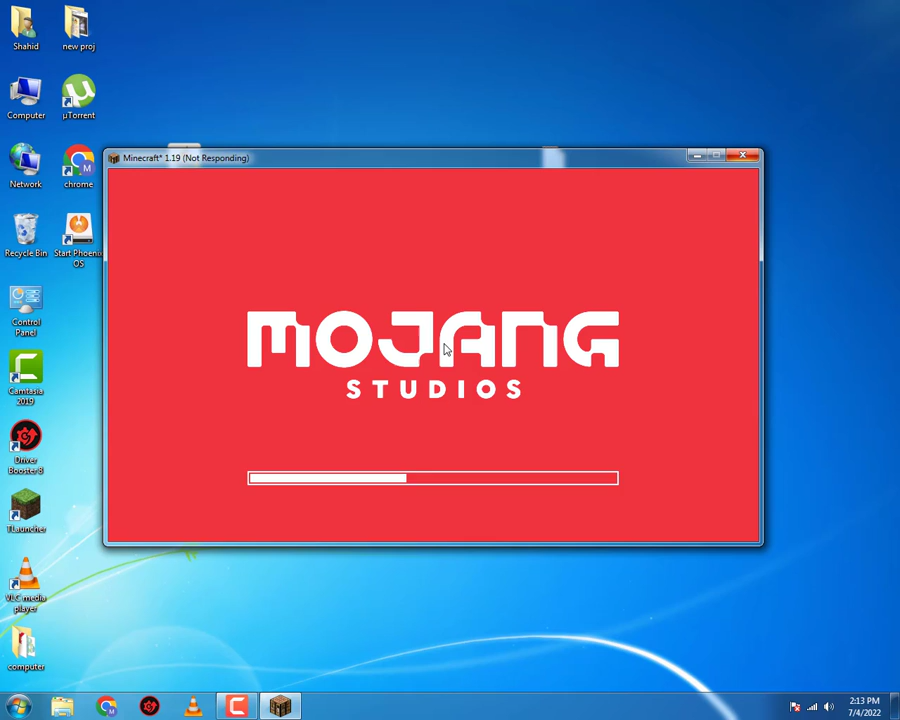 Shahid
new proj
Computer
µTorrent
Network
chrome
Recycle Bin
Start Phoenix
OS
Control
Panel
Camtasia
2019
Driver
Booster 8
Tlauncher
VLC media
player
computer
Minecraft* 1.19 (Not Responding)
MOJANG
STUDIOS
2:13 PM
7/4/2022